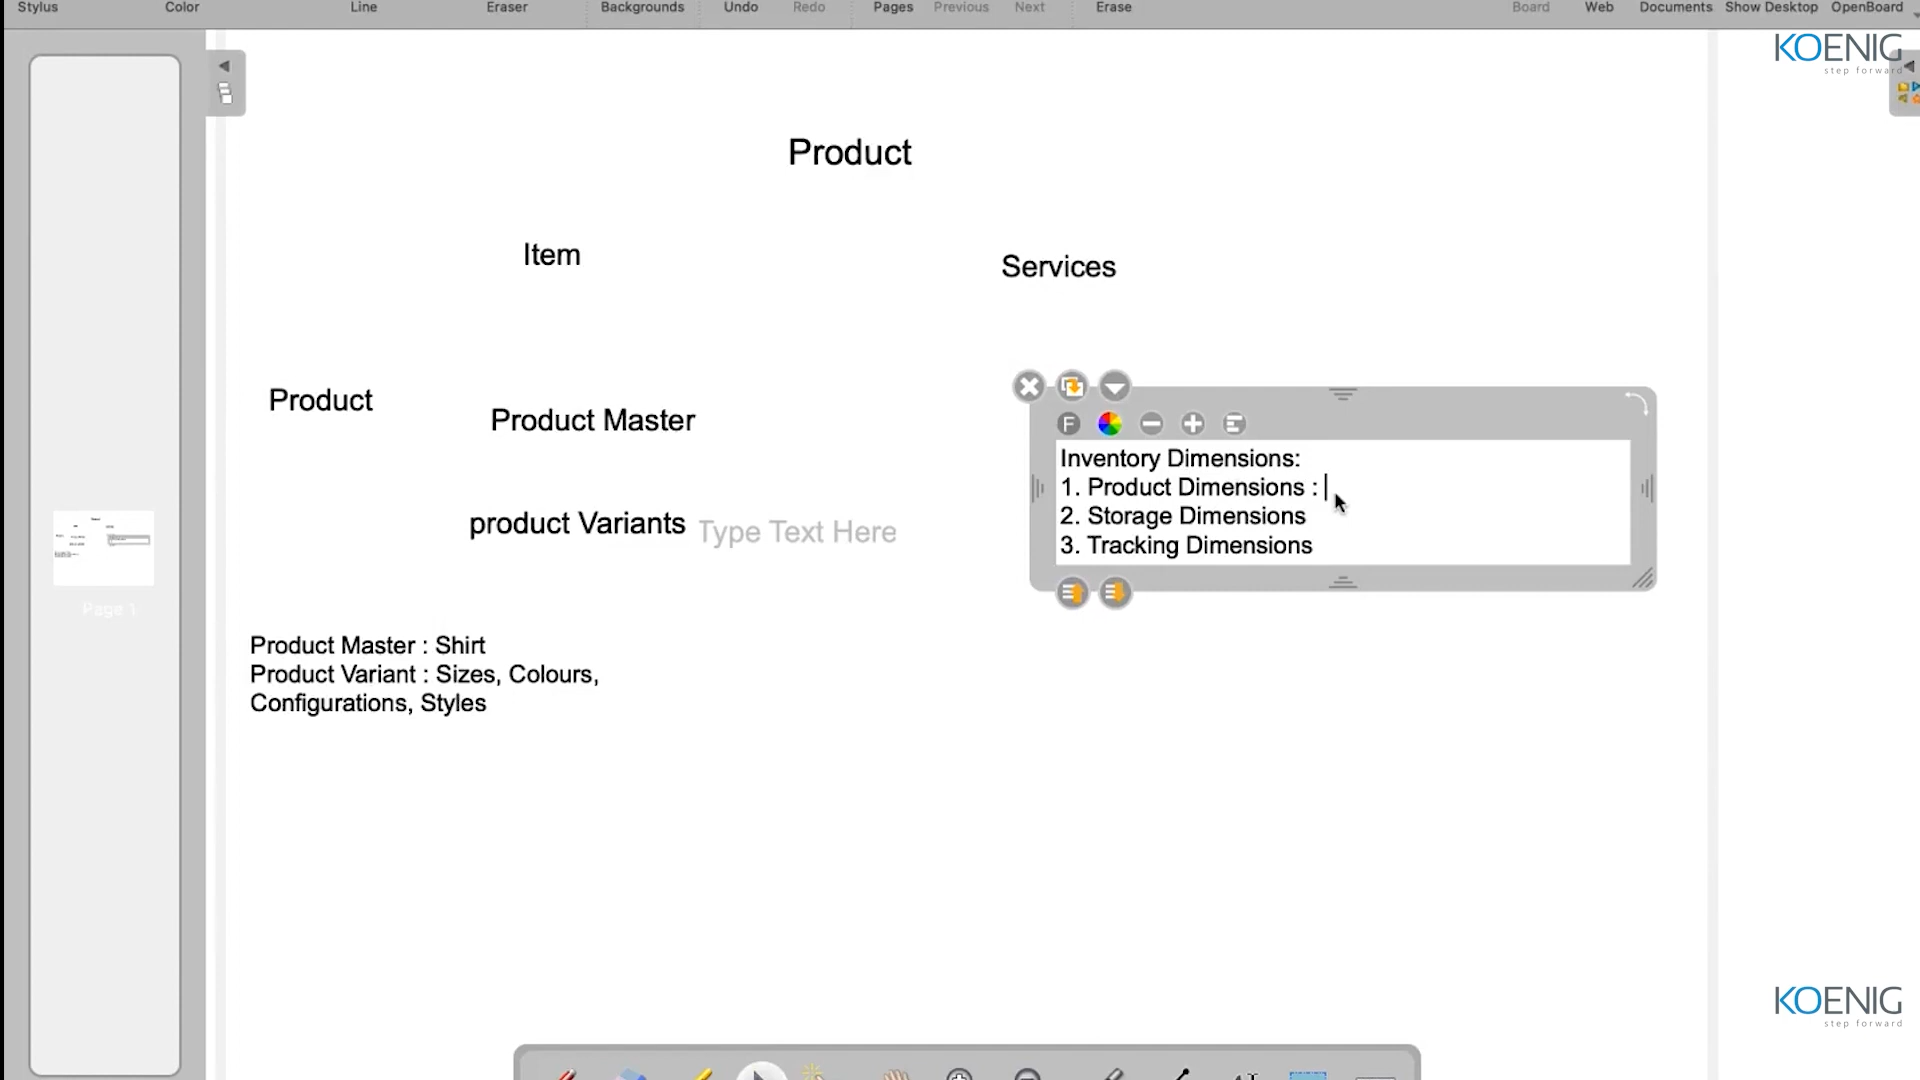 Stylus Color Line Eraser Backgrounds Undo Redo Pages Previous Next Erase Board Web Documents Show Desktop OpenBoard
KOENIG
step forward
Product
Item
Services
Product
Product Master
F
Inventory Dimensions:
1. Product Dimensions :
2. Storage Dimensions
3. Tracking Dimensions
product Variants
Type Text Here
Page 1
Product Master : Shirt
Product Variant : Sizes, Colours,
Configurations, Styles
KOENIG
step forward